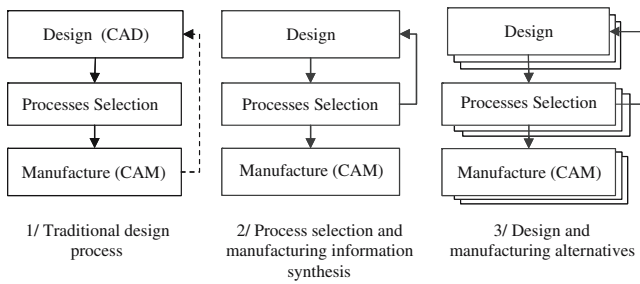 Design (CAD)
Processes Selection
Manufacture (CAM)
1/ Traditional design
process
Design
Processes Selection
Manufacture (CAM)
2/ Process selection and
manufacturing information
synthesis
Design
Processes Selection
Manufacture (CAM)
3/ Design and
manufacturing alternatives